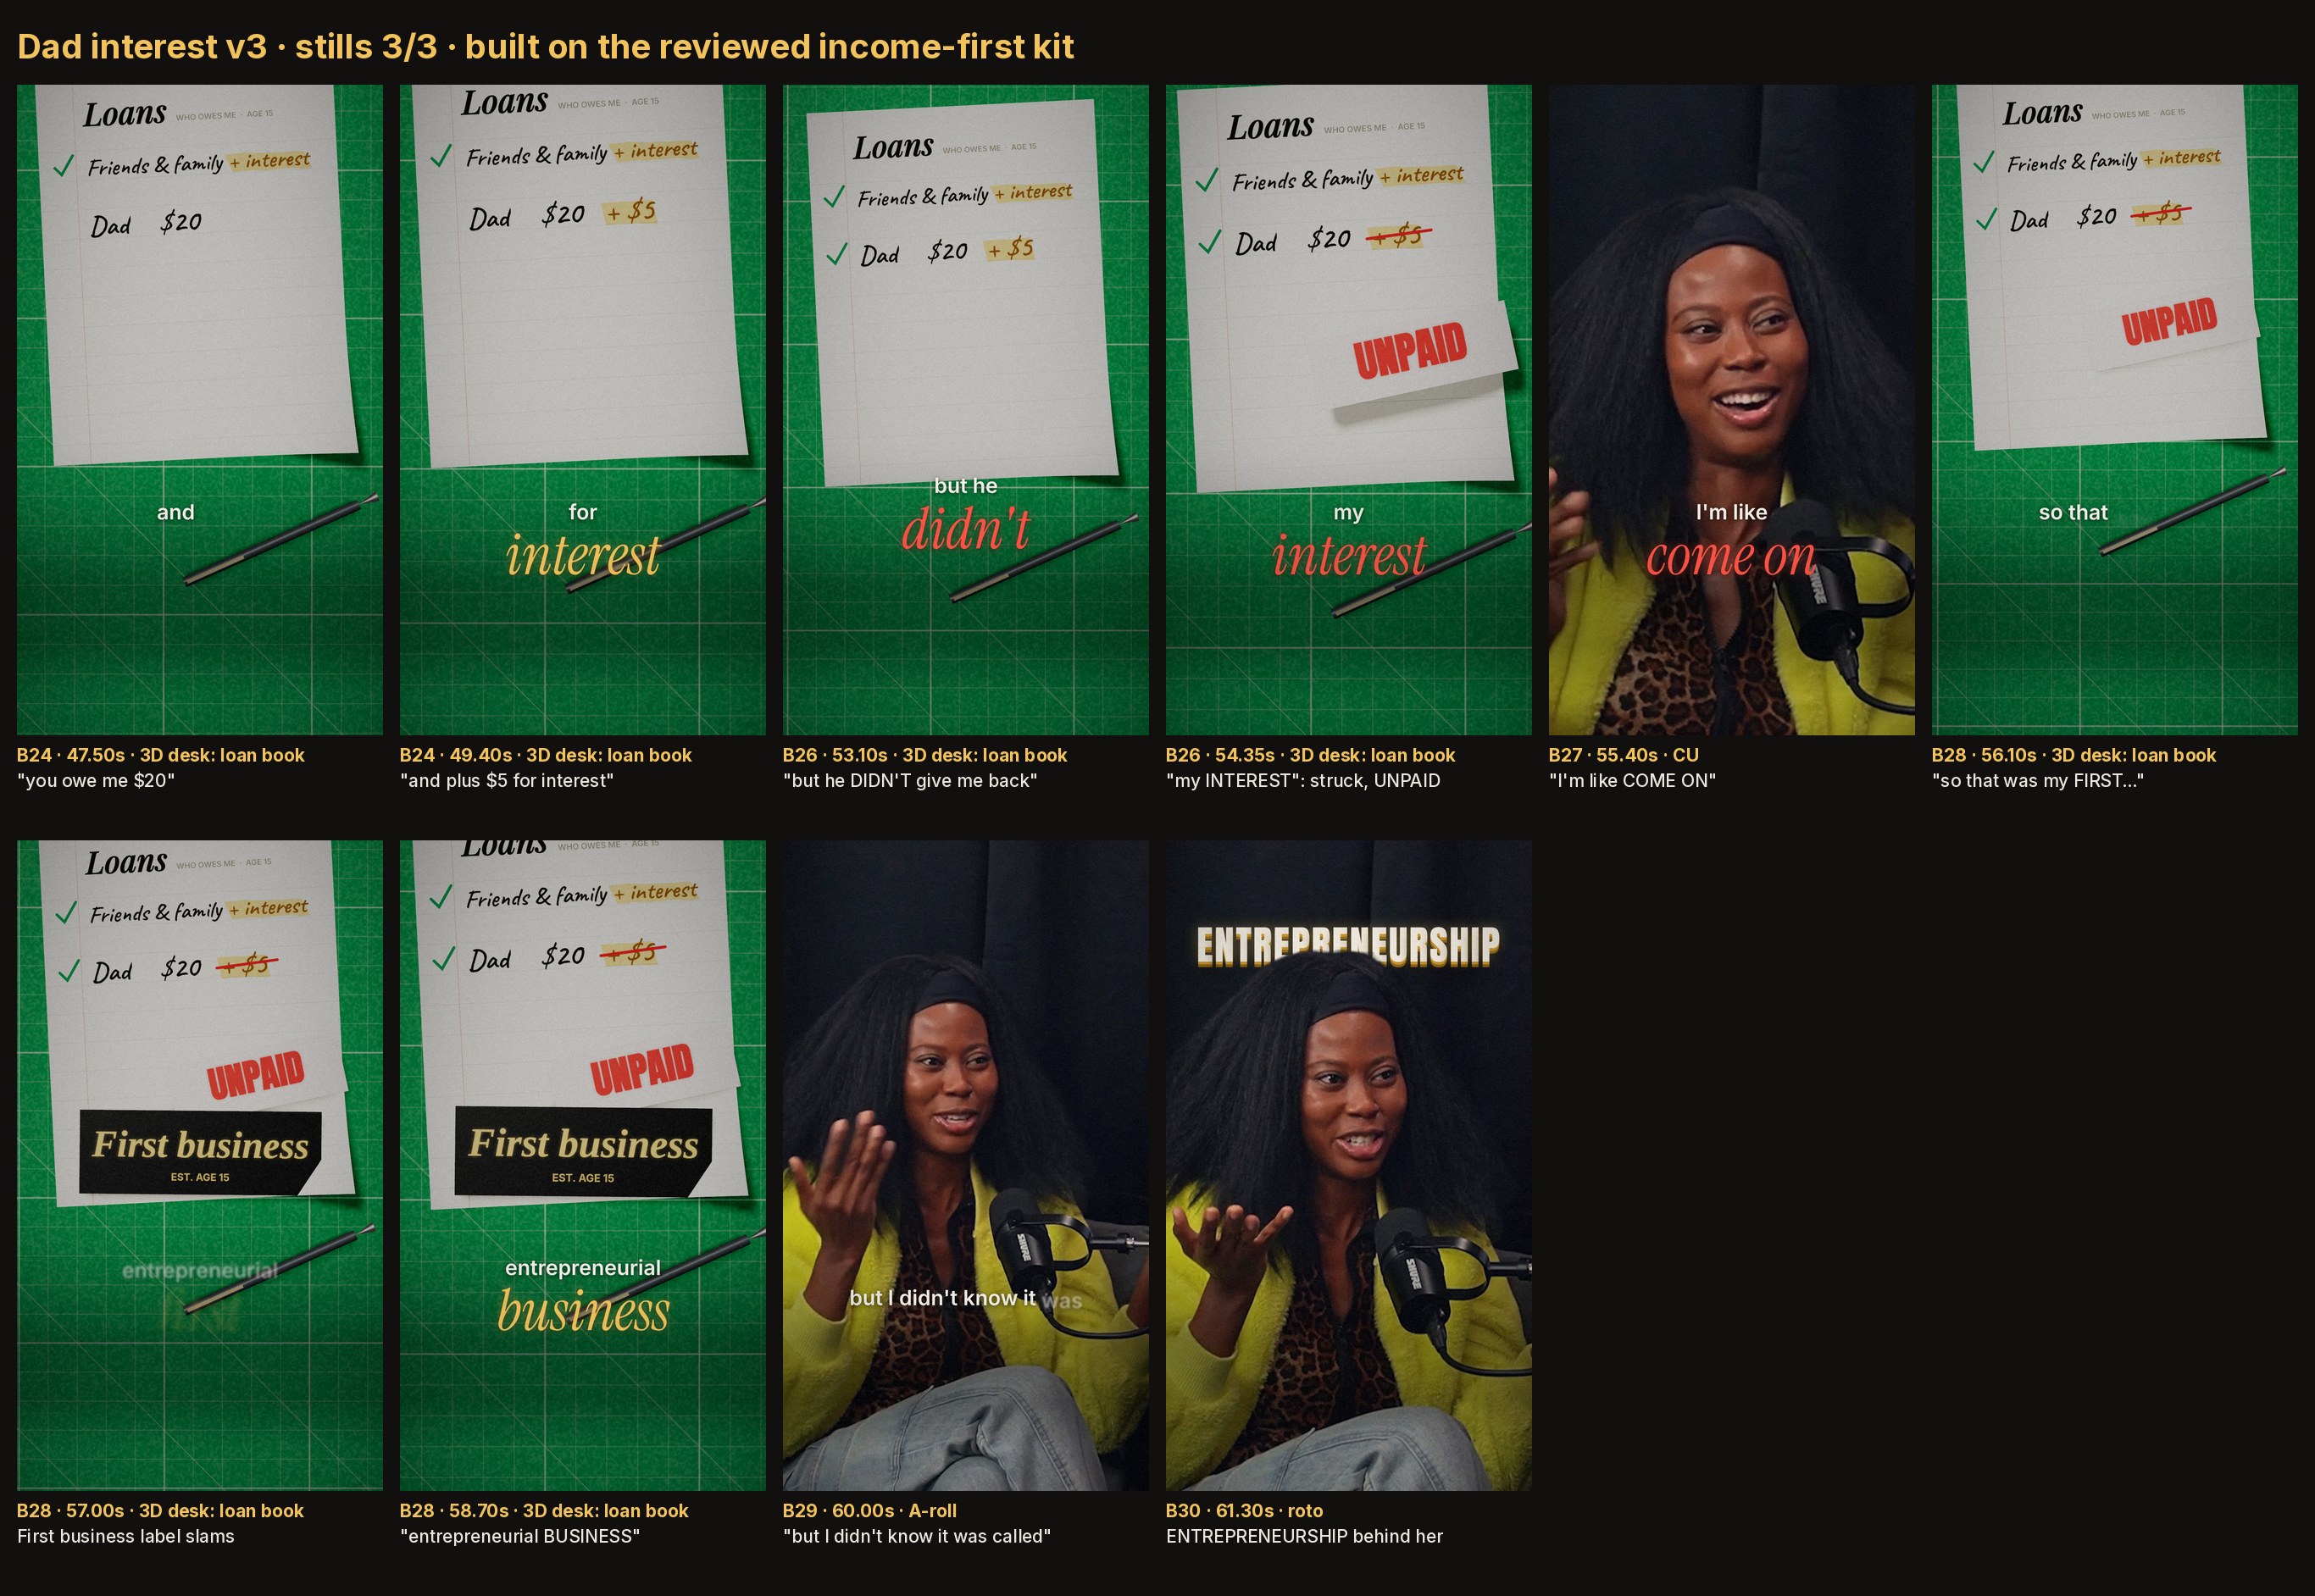 Dad interest v3 · stills 3/3 · built on the reviewed income-first kit
Loans WHO OWES ME · AGE 15
Friends & family + interest
Dad $20
and
B24 · 47.50s · 3D desk: loan book
"you owe me $20"
Loans WHO OWES ME · AGE 15
Friends & family + interest
Dad $20 + $5
for
interest
B24 · 49.40s · 3D desk: loan book
"and plus $5 for interest"
Loans WHO OWES ME · AGE 15
Friends & family + interest
Dad $20 + $5
but he
didn't
B26 · 53.10s · 3D desk: loan book
"but he DIDN'T give me back"
Loans WHO OWES ME · AGE 15
Friends & family + interest
Dad $20 + $5
UNPAID
my
interest
B26 · 54.35s · 3D desk: loan book
"my INTEREST": struck, UNPAID
I'm like
come on
SHURE
B27 · 55.40s · CU
"I'm like COME ON"
Loans WHO OWES ME · AGE 15
Friends & family + interest
Dad $20 + $5
UNPAID
so that
B28 · 56.10s · 3D desk: loan book
"so that was my FIRST..."
Loans WHO OWES ME · AGE 15
Friends & family + interest
Dad $20 + $5
UNPAID
First business
EST. AGE 15
entrepreneurial
first
B28 · 57.00s · 3D desk: loan book
First business label slams
Loans WHO OWES ME · AGE 15
Friends & family + interest
Dad $20 + $5
UNPAID
First business
EST. AGE 15
entrepreneurial
business
B28 · 58.70s · 3D desk: loan book
"entrepreneurial BUSINESS"
SHURE
but I didn't know it was
B29 · 60.00s · A-roll
"but I didn't know it was called"
ENTREPRENEURSHIP
SHURE
B30 · 61.30s · roto
ENTREPRENEURSHIP behind her